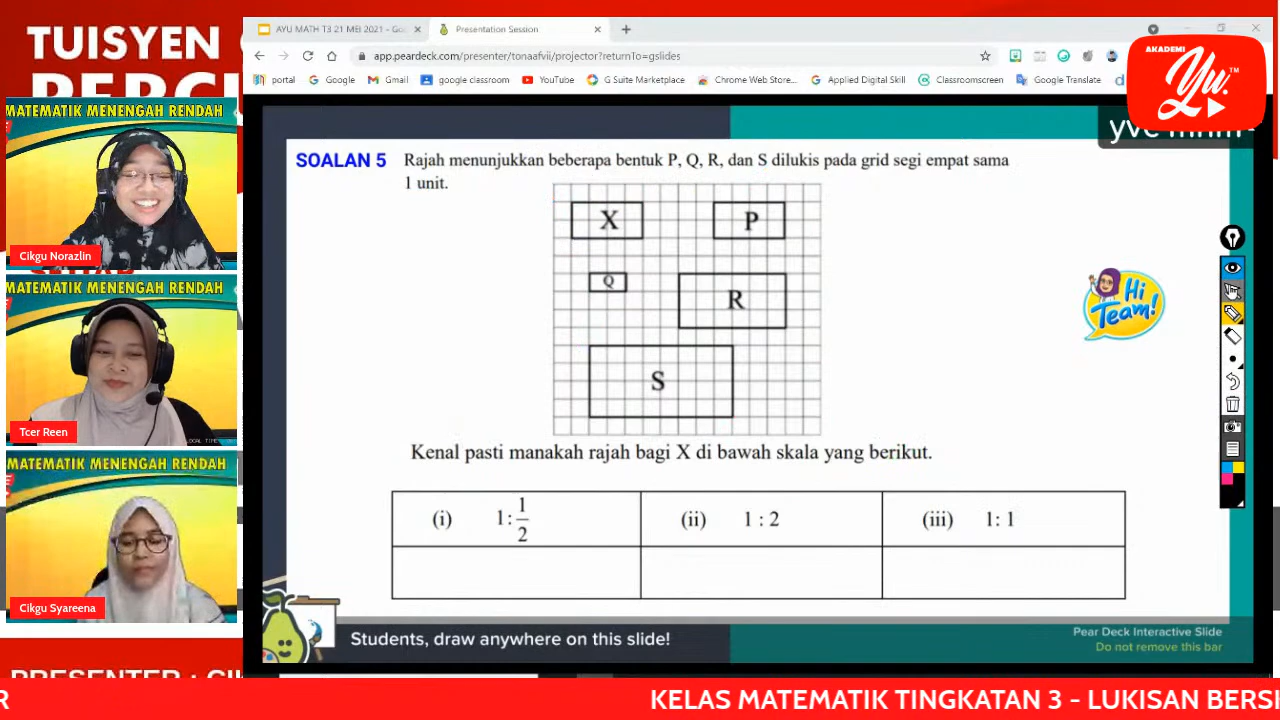 TUISYEN
AYU MATH T3 21 MEI 2021 - Go
Presentation Session
app.peardeck.com/presenter/tonaafvii/projector?returnTo=gslides
portal
Google
Gmail
google classroom
YouTube
G Suite Marketplace
Chrome Web Store...
Applied Digital Skill
Classroomscreen
Google Translate
AKADEMI
Yu.
TM
MATEMATIK MENENGAH RENDAH
Cikgu Norazlin
MATEMATIK MENENGAH RENDAH
Tcer Reen
MATEMATIK MENENGAH RENDAH
Cikgu Syareena
SOALAN 5 Rajah menunjukkan beberapa bentuk P, Q, R, dan S dilukis pada grid segi empat sama
1 unit.
X
P
Q
R
S
Hi
Team!
Kenal pasti manakah rajah bagi X di bawah skala yang berikut.
(i) 1:1/2
(ii) 1 : 2
(iii) 1: 1
Students, draw anywhere on this slide!
Pear Deck Interactive Slide
Do not remove this bar
PRESENTER : CI
R
KELAS MATEMATIK TINGKATAN 3 - LUKISAN BERS